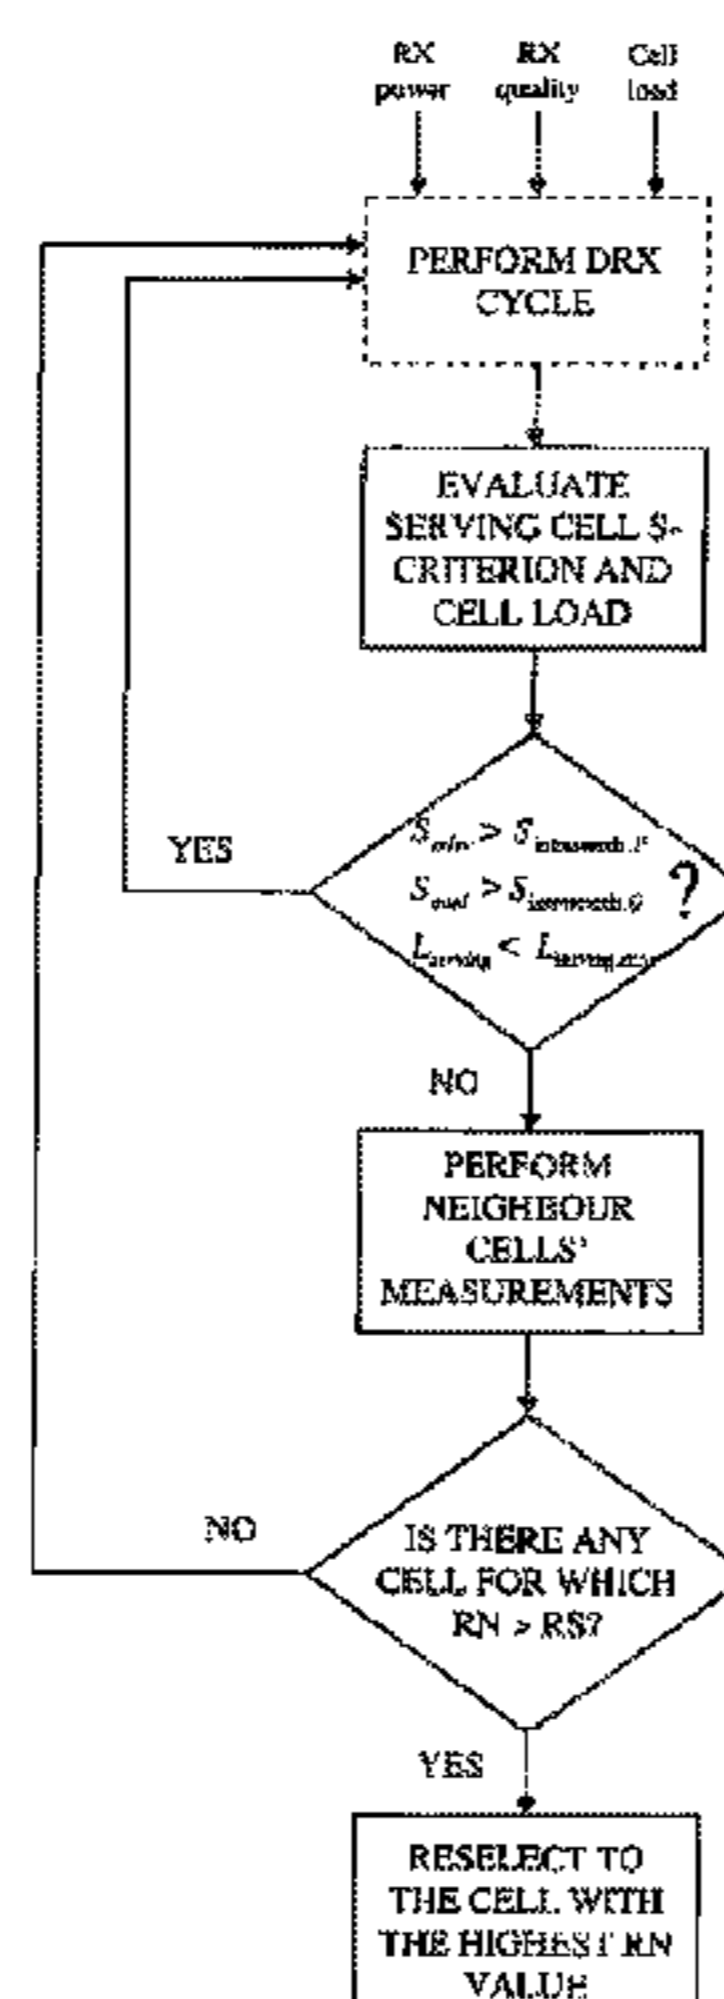 RX RX Cell
power quality load
PERFORM DRX
CYCLE
EVALUATE
SERVING CELL S-
CRITERION AND
CELL LOAD
YES
S > S
S > S ?
L < L
NO
PERFORM
NEIGHBOUR
CELLS'
MEASUREMENTS
NO
IS THERE ANY
CELL FOR WHICH
RN > RS?
YES
RESELECT TO
THE CELL WITH
THE HIGHEST RN
VALUE